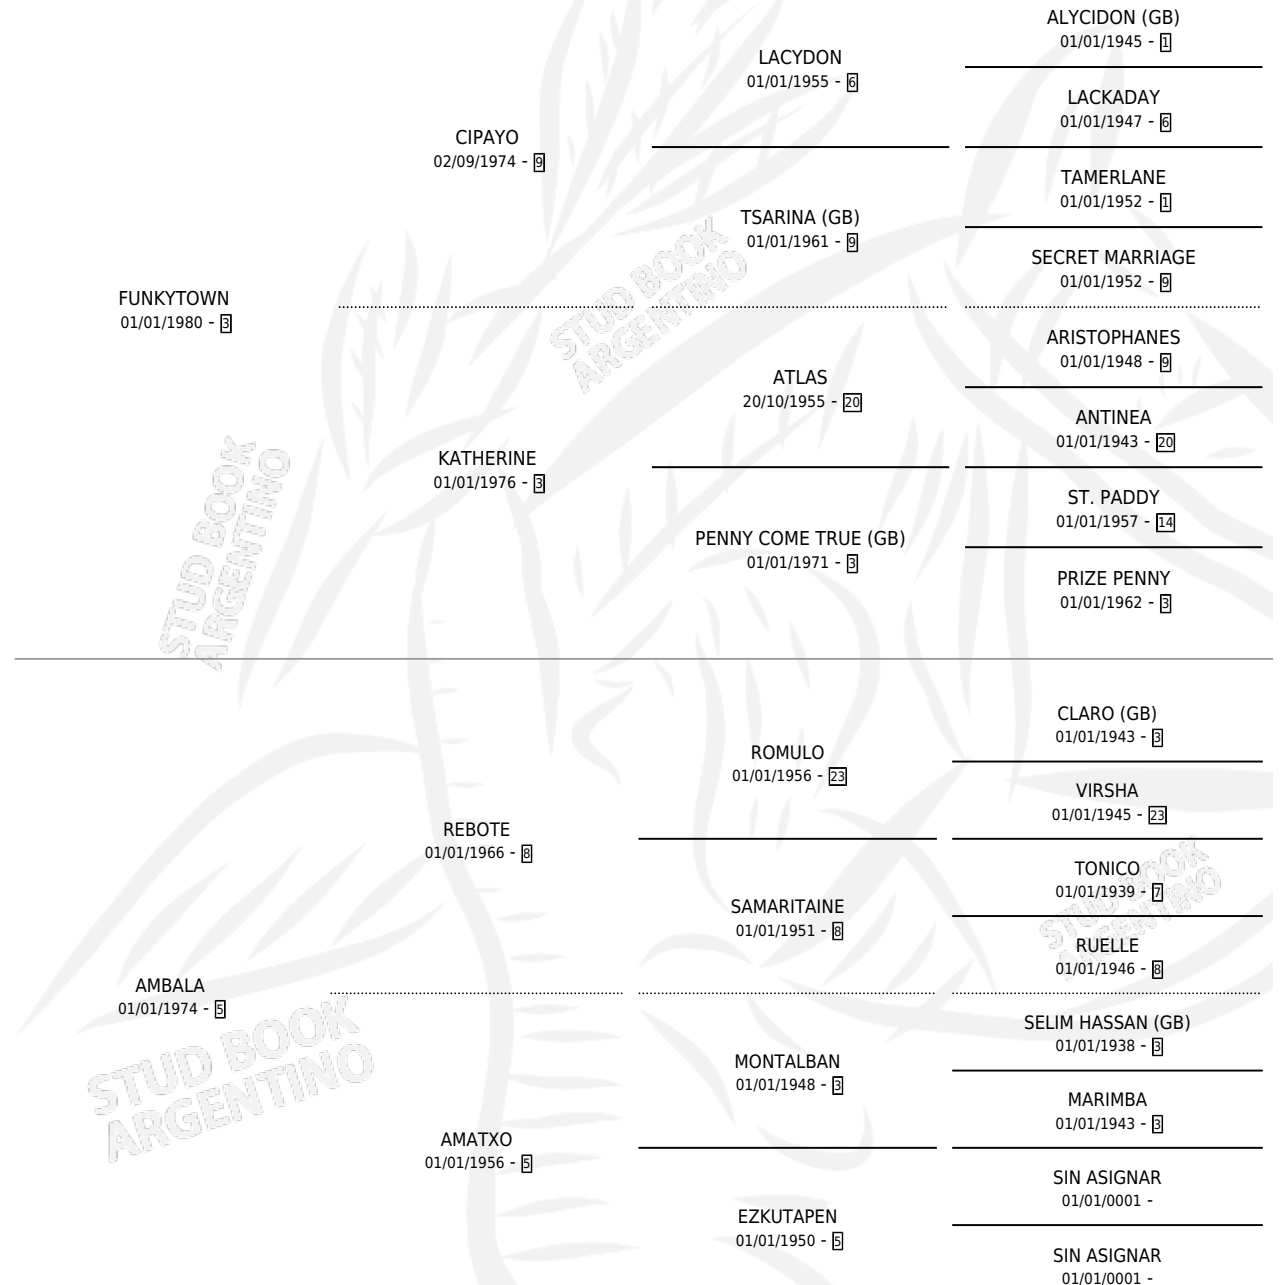 ALYCIDON (GB)
01/01/1945 - 1
LACYDON
01/01/1955 - 6
LACKADAY
01/01/1947 - 6
CIPAYO
02/09/1974 - 9
TAMERLANE
01/01/1952 - 1
TSARINA (GB)
01/01/1961 - 9
SECRET MARRIAGE
01/01/1952 - 9
FUNKYTOWN
01/01/1980 - 3
ARISTOPHANES
01/01/1948 - 9
ATLAS
20/10/1955 - 20
ANTINEA
01/01/1943 - 20
KATHERINE
01/01/1976 - 3
ST. PADDY
01/01/1957 - 14
PENNY COME TRUE (GB)
01/01/1971 - 3
PRIZE PENNY
01/01/1962 - 3
STUD BOOK
ARGENTINO
STUD BOOK
ARGENTINO
CLARO (GB)
01/01/1943 - 3
ROMULO
01/01/1956 - 23
VIRSHA
01/01/1945 - 23
REBOTE
01/01/1966 - 8
TONICO
01/01/1939 - 7
SAMARITAINE
01/01/1951 - 8
RUELLE
01/01/1946 - 8
STUD BOOK
ARGENTINO
AMBALA
01/01/1974 - 5
SELIM HASSAN (GB)
01/01/1938 - 3
MONTALBAN
01/01/1948 - 3
MARIMBA
01/01/1943 - 3
AMATXO
01/01/1956 - 5
SIN ASIGNAR
01/01/0001 -
EZKUTAPEN
01/01/1950 - 5
SIN ASIGNAR
01/01/0001 -
STUD BOOK
ARGENTINO